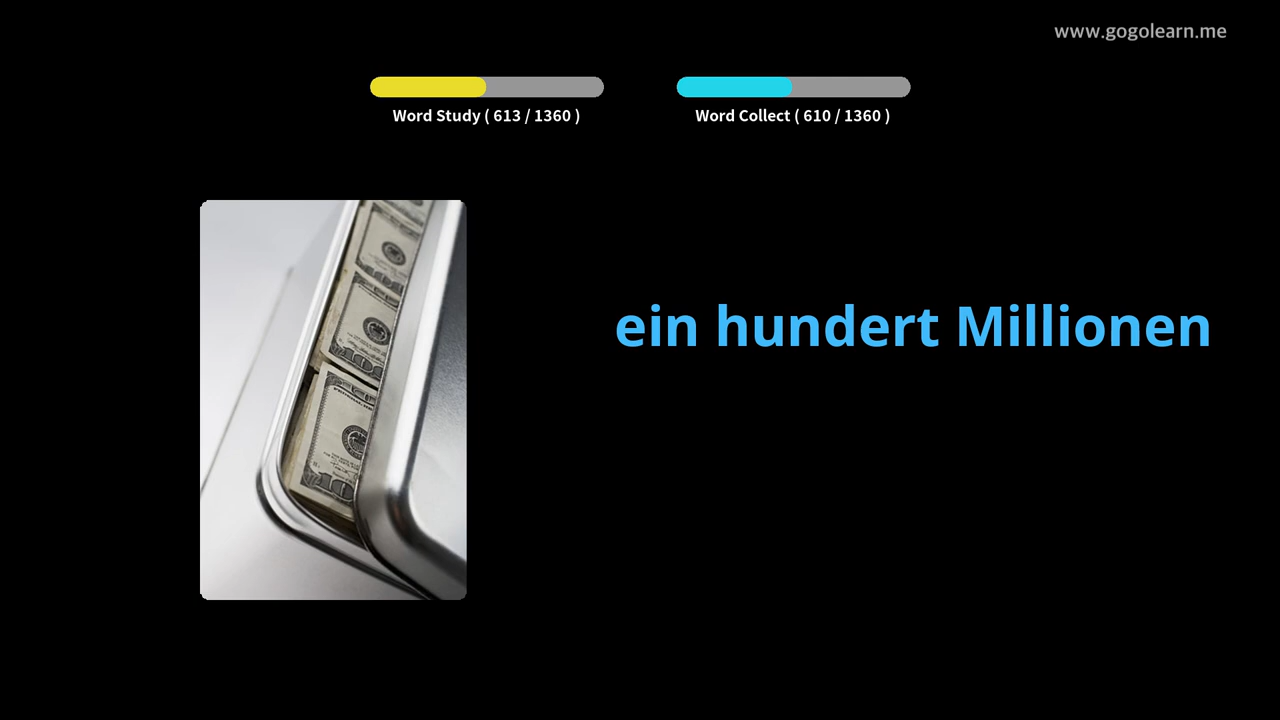 www.gogolearn.me
Word Study ( 613 / 1360 )
Word Collect ( 610 / 1360 )
ein hundert Millionen